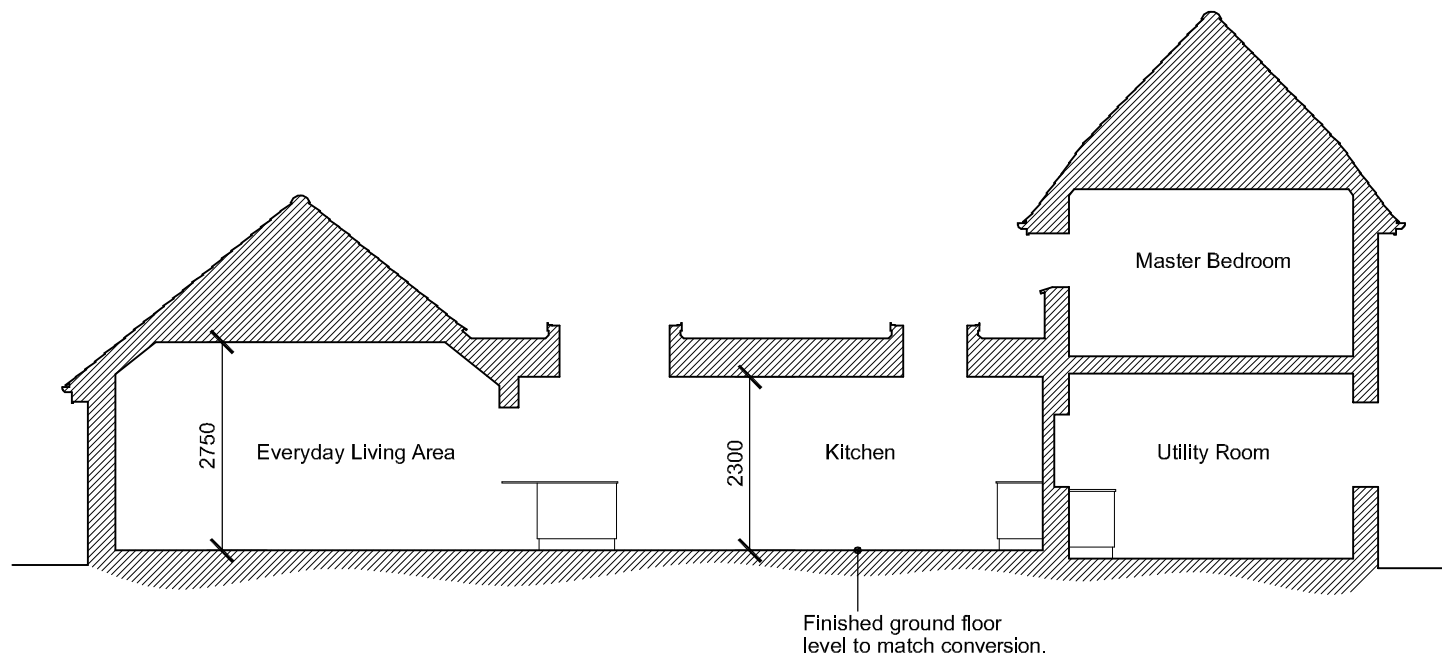 Master Bedroom
2750
Everyday Living Area
2300
Kitchen
Utility Room
Finished ground floor
level to match conversion.